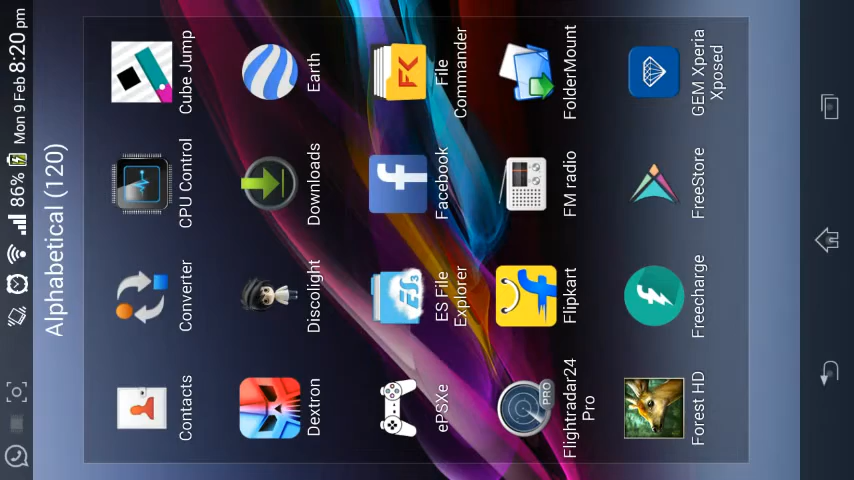 86% Mon 9 Feb 8:20 pm
Alphabetical (120)
Contacts
Converter
CPU Control
Cube Jump
Dextron
Discolight
Downloads
Earth
ePSXe
ES File
Explorer
Facebook
File
Commander
Flightradar24
Pro
Flipkart
FM radio
FolderMount
Forest HD
Freecharge
FreeStore
GEM Xperia
Xposed
PRO